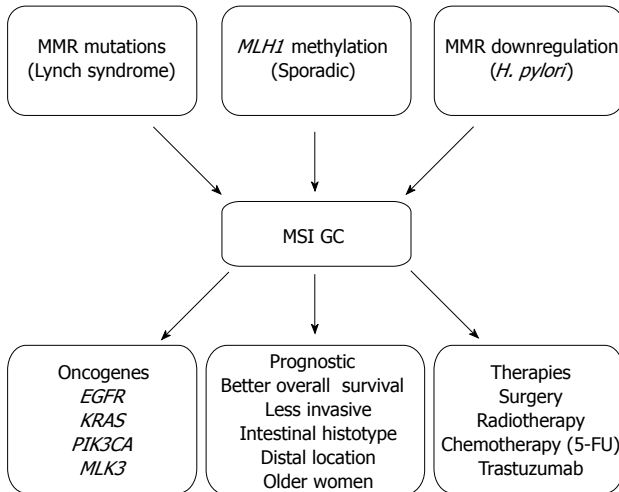 MMR mutations
(Lynch syndrome)
MLH1 methylation
(Sporadic)
MMR downregulation
(H. pylori)
MSI GC
Oncogenes
EGFR
KRAS
PIK3CA
MLK3
Prognostic
Better overall survival
Less invasive
Intestinal histotype
Distal location
Older women
Therapies
Surgery
Radiotherapy
Chemotherapy (5-FU)
Trastuzumab